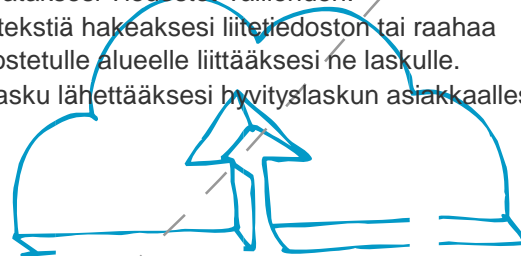 tekstiä hakeaksesi liitetiedoston tai raahaa
ostetulle alueelle liittääksesi ne laskulle.
asku lähettääksesi hyvityslaskun asiakkaalles